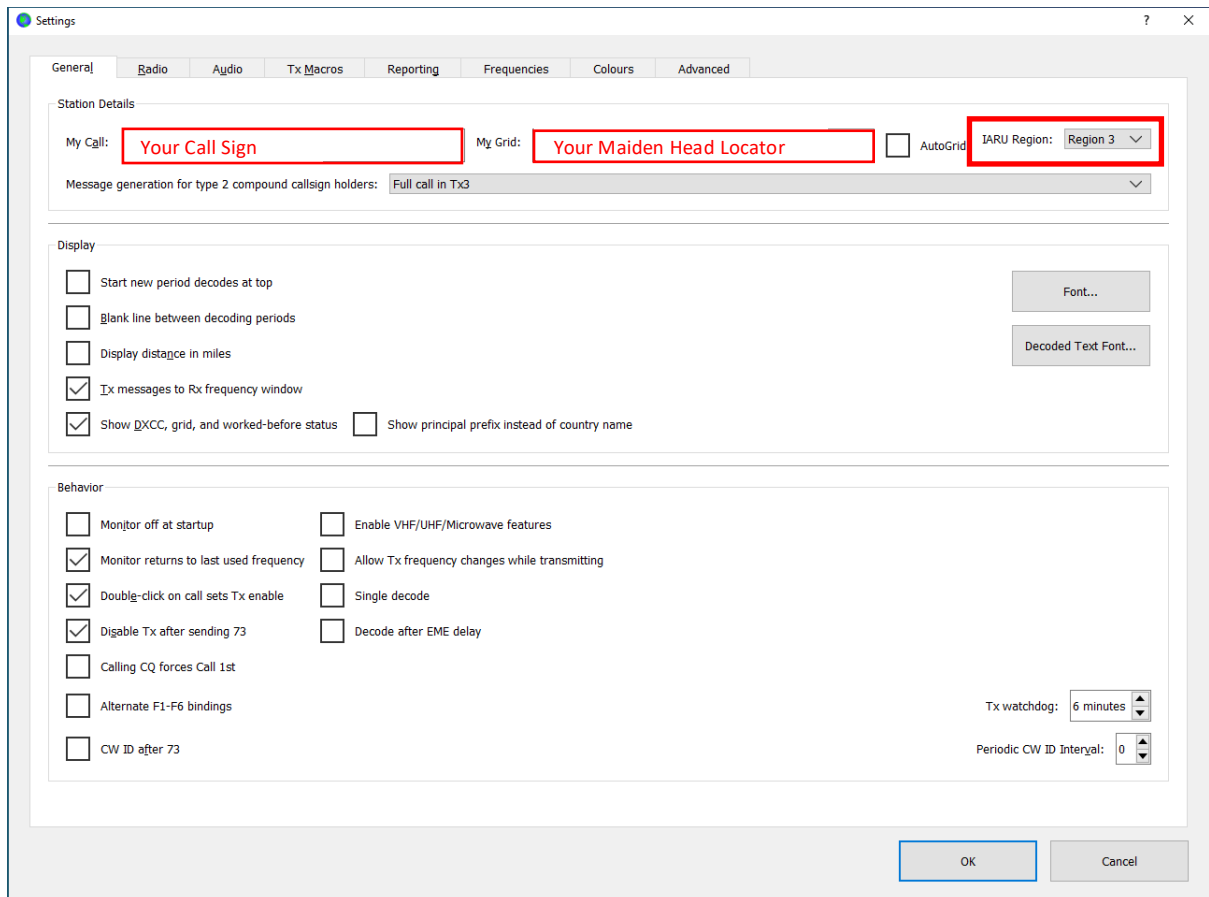 Settings
General Radio Audio Tx Macros Reporting Frequencies Colours Advanced
Station Details
My Call: Your Call Sign My Grid: Your Maiden Head Locator AutoGrid IARU Region: Region 3
Message generation for type 2 compound callsign holders: Full call in Tx3
Display
Start new period decodes at top
Font...
Blank line between decoding periods
Display distance in miles
Decoded Text Font...
Tx messages to Rx frequency window
Show DXCC, grid, and worked-before status Show principal prefix instead of country name
Behavior
Monitor off at startup Enable VHF/UHF/Microwave features
Monitor returns to last used frequency Allow Tx frequency changes while transmitting
Double-click on call sets Tx enable Single decode
Disable Tx after sending 73 Decode after EME delay
Calling CQ forces Call 1st
Alternate F1-F6 bindings Tx watchdog: 6 minutes
CW ID after 73 Periodic CW ID Interval: 0
OK Cancel